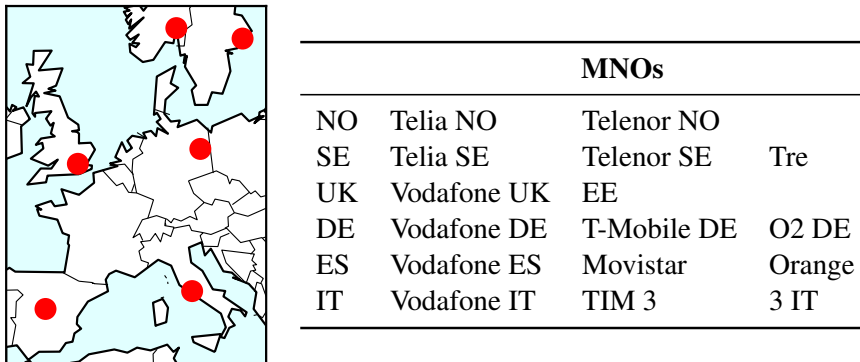 MNOs
NO Telia NO Telenor NO
SE Telia SE Telenor SE Tre
UK Vodafone UK EE
DE Vodafone DE T-Mobile DE O2 DE
ES Vodafone ES Movistar Orange
IT Vodafone IT TIM 3 3 IT